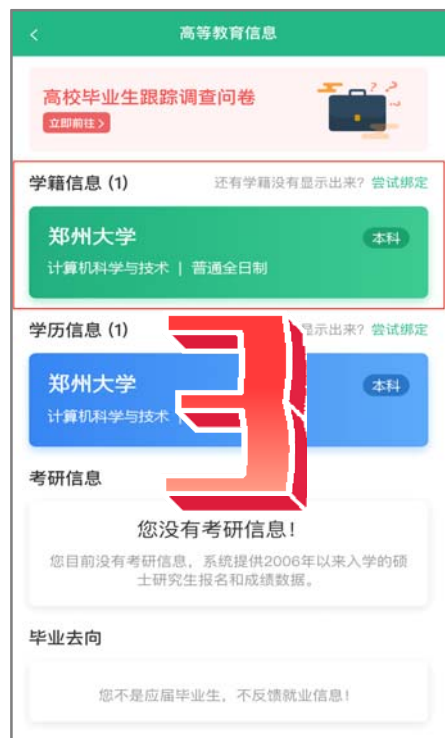 高等教育信息
高校毕业生跟踪调查问卷
立即前往 >
学籍信息 (1) 还有学籍没有显示出来? 尝试绑定
郑州大学 本科
计算机科学与技术 | 普通全日制
学历信息 (1) 显示出来? 尝试绑定
郑州大学 本科
计算机科学与技术
3
考研信息
您没有考研信息!
您目前没有考研信息，系统提供2006年以来入学的硕
士研究生报名和成绩数据。
毕业去向
您不是应届毕业生，不反馈就业信息!